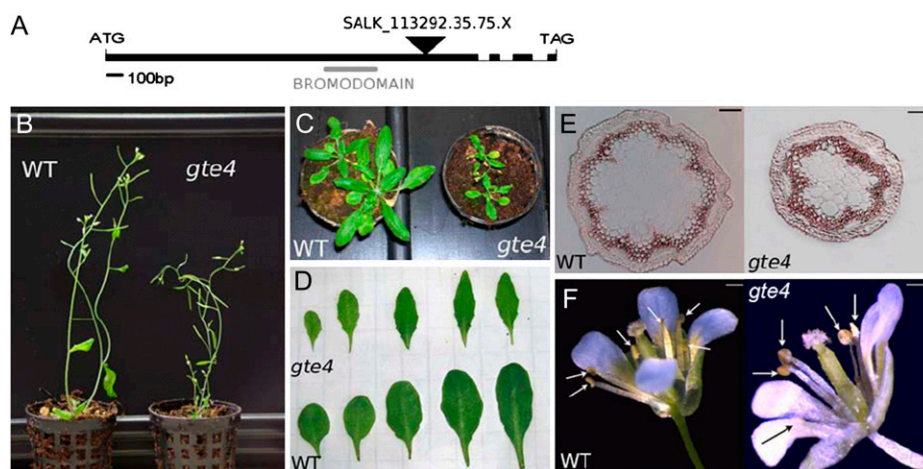 A
SALK_113292.35.75.X
ATG
TAG
100bp
BROMODOMAIN
B
WT
gte4
C
WT
gte4
D
gte4
WT
E
WT
gte4
F
WT
gte4